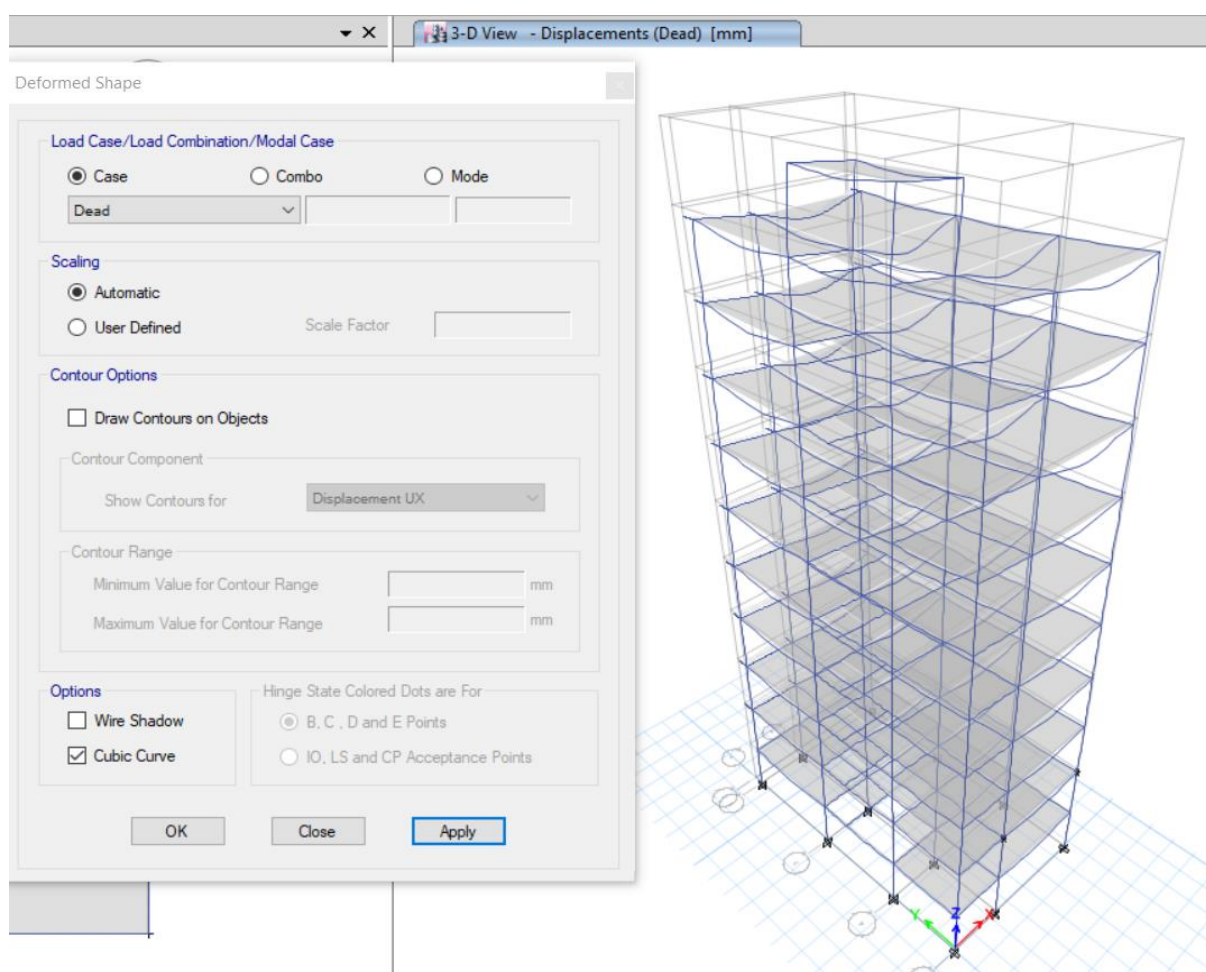 3-D View - Displacements (Dead) [mm]
Deformed Shape
Load Case/Load Combination/Modal Case
Case Combo Mode
Dead
Scaling
Automatic
User Defined Scale Factor
Contour Options
Draw Contours on Objects
Contour Component
Show Contours for Displacement UX
Contour Range
Minimum Value for Contour Range mm
Maximum Value for Contour Range mm
Options Hinge State Colored Dots are For
Wire Shadow B, C , D and E Points
Cubic Curve IO, LS and CP Acceptance Points
OK Close Apply
Y Z X